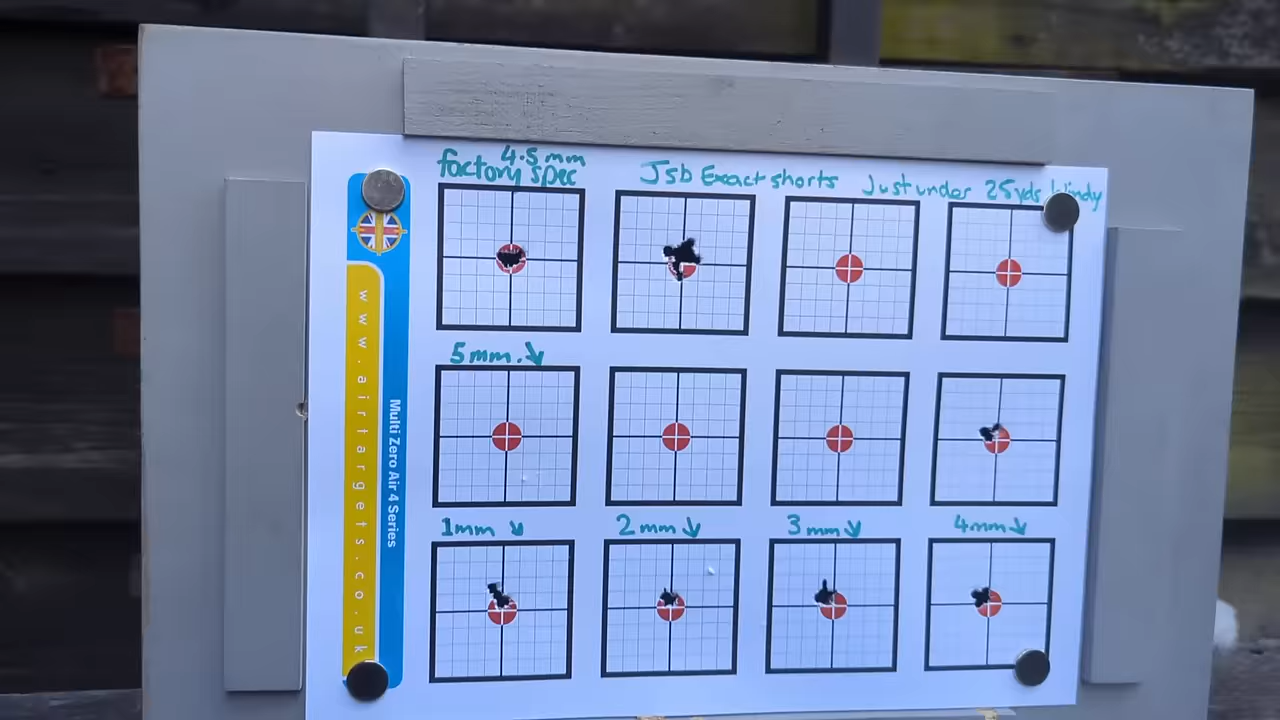 4.5mm
factory spec
Jsb Exact shorts
Just under 25yds Windy
5mm.
1mm
2mm
3mm
4mm
www.airtargets.co.uk
Multi Zero Air 4 Series